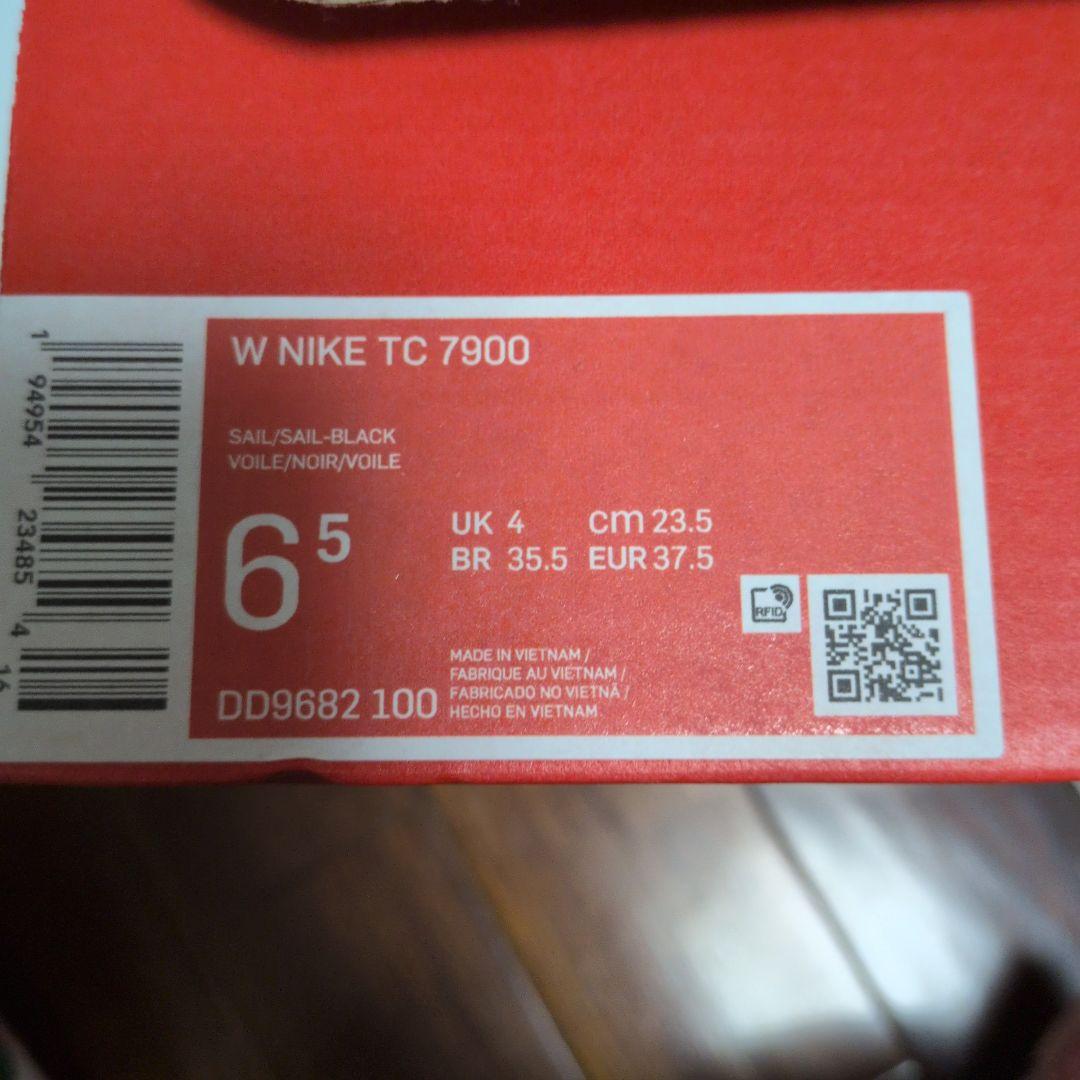 W NIKE TC 7900
SAIL/SAIL-BLACK
VOILE/NOIR/VOILE
6 5
UK 4 cm 23.5
BR 35.5 EUR 37.5
RFID
MADE IN VIETNAM /
FABRIQUE AU VIETNAM /
FABRICADO NO VIETNÃ /
HECHO EN VIETNAM
DD9682 100
1 94954 23485 4
16